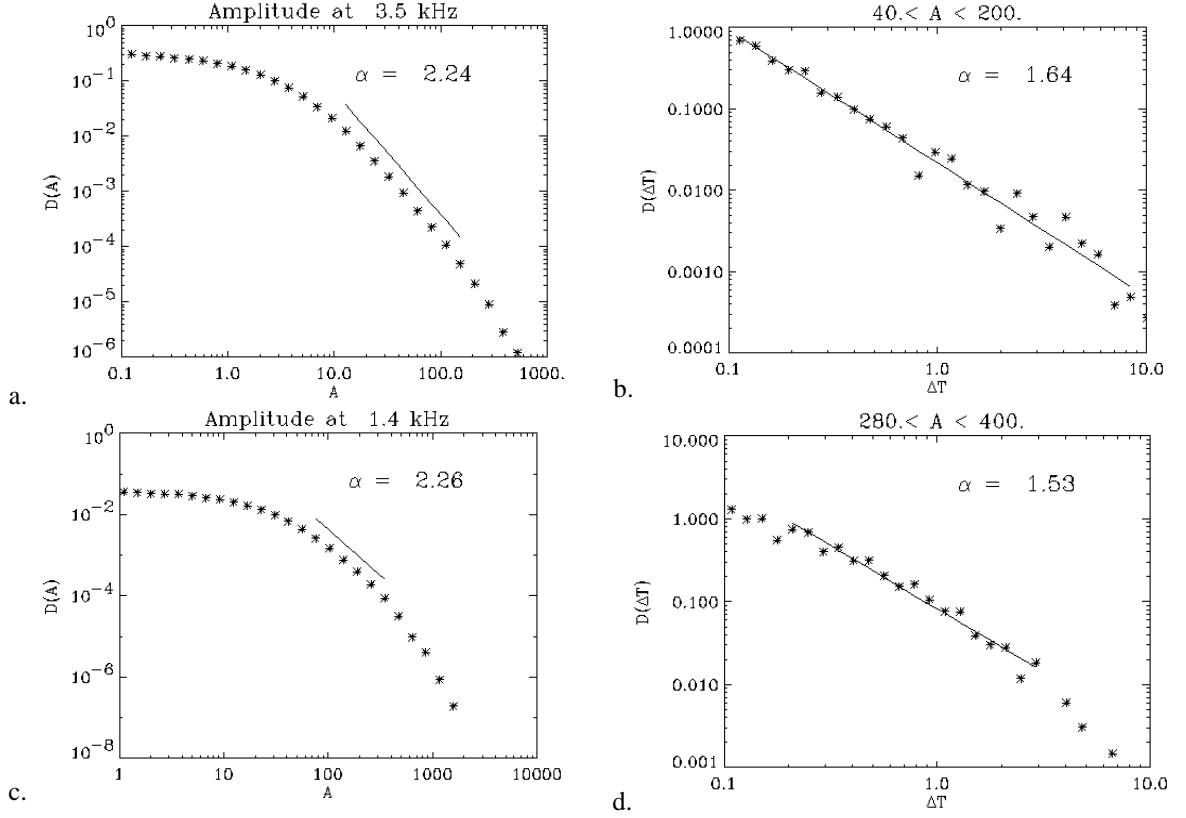 Amplitude at 3.5 kHz
10^0
10^-1
10^-2
10^-3
10^-4
10^-5
10^-6
D(A)
α = 2.24
0.1 1.0 10.0 100.0 1000.
A
a.
40.< A < 200.
1.0000
0.1000
0.0100
0.0010
0.0001
D(ΔT)
α = 1.64
0.1 1.0 10.0
ΔT
b.
Amplitude at 1.4 kHz
10^0
10^-2
10^-4
10^-6
10^-8
D(A)
α = 2.26
1 10 100 1000 10000
A
c.
280.< A < 400.
10.000
1.000
0.100
0.010
0.001
D(ΔT)
α = 1.53
0.1 1.0 10.0
ΔT
d.